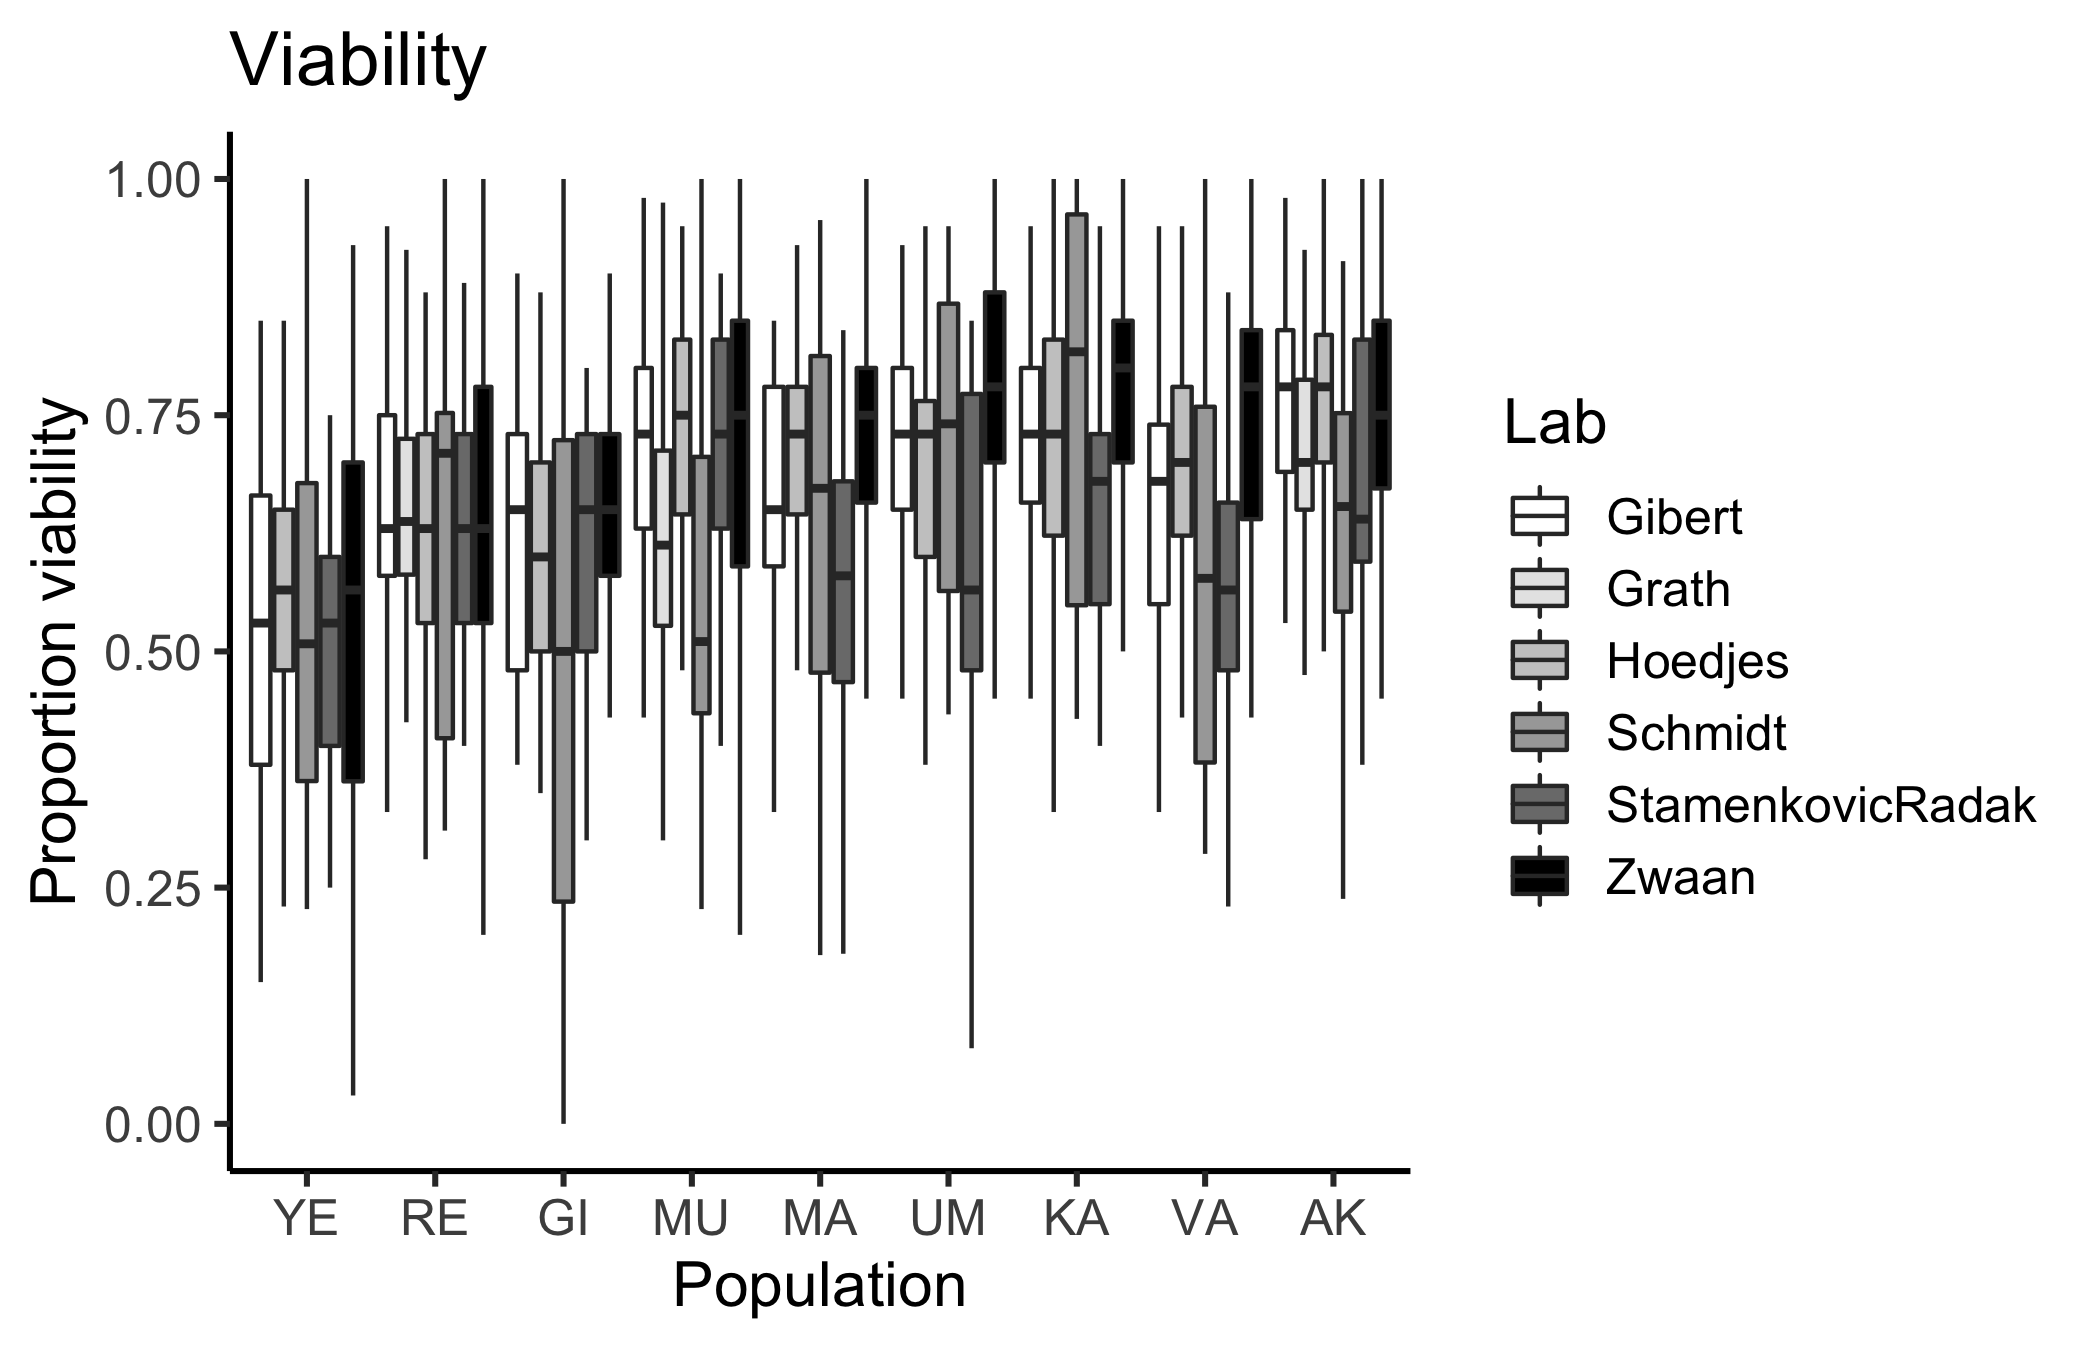 Viability
Proportion viability
1.00
0.75
0.50
0.25
0.00
YE RE GI MU MA UM KA VA AK
Population
Lab
Gibert
Grath
Hoedjes
Schmidt
StamenkovicRadak
Zwaan